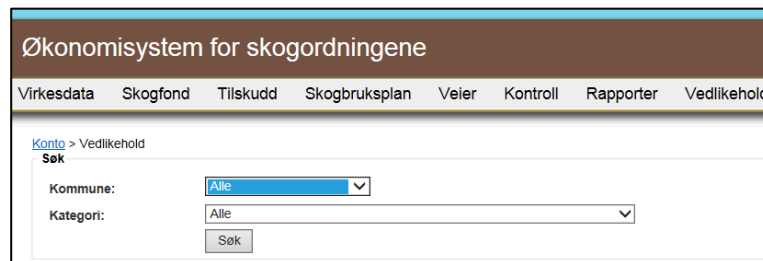 Økonomisystem for skogordningene
Virkesdata Skogfond Tilskudd Skogbruksplan Veier Kontroll Rapporter Vedlikehold
Konto > Vedlikehold
Søk
Kommune: Alle
Kategori: Alle
Søk